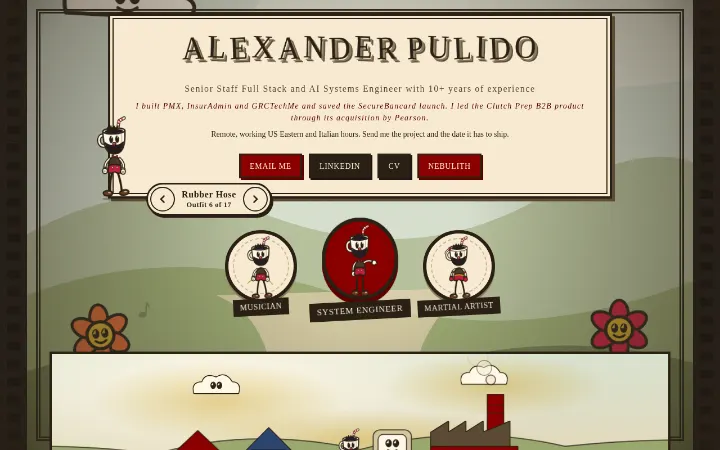 ALEXANDER PULIDO
Senior Staff Full Stack and AI Systems Engineer with 10+ years of experience
I built PMX, InsurAdmin and GRCTechMe and saved the SecureBancard launch. I led the Clutch Prep B2B product
through its acquisition by Pearson.
Remote, working US Eastern and Italian hours. Send me the project and the date it has to ship.
EMAIL ME
LINKEDIN
CV
NEBULITH
Rubber Hose
Outfit 6 of 17
MUSICIAN
SYSTEM ENGINEER
MARTIAL ARTIST